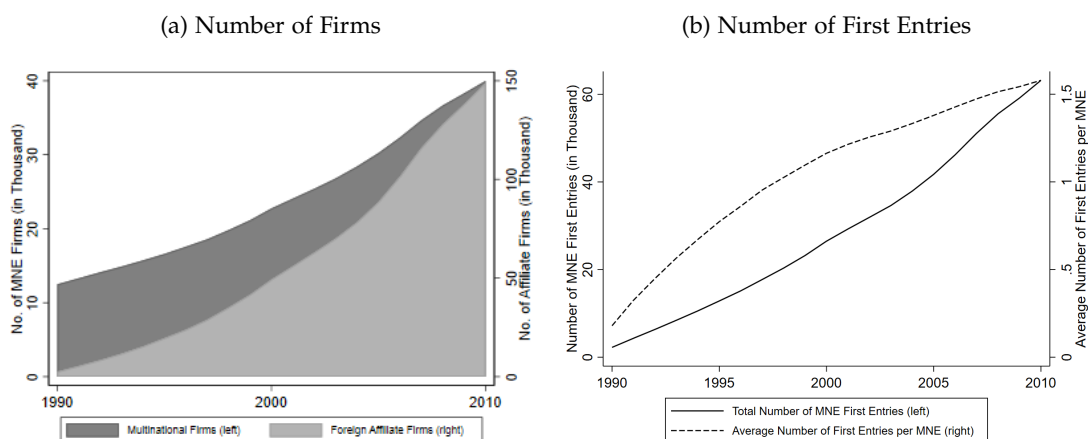 (a) Number of Firms
No. of MNE Firms (in Thousand)
40
30
20
10
0
150
100
50
0
No. of Affiliate Firms (in Thousand)
1990
2000
2010
Multinational Firms (left)
Foreign Affiliate Firms (right)
(b) Number of First Entries
Number of MNE First Entries (in Thousand)
60
40
20
0
1.5
1
.5
0
Average Number of First Entries per MNE
1990
1995
2000
2005
2010
Total Number of MNE First Entries (left)
Average Number of First Entries per MNE (right)